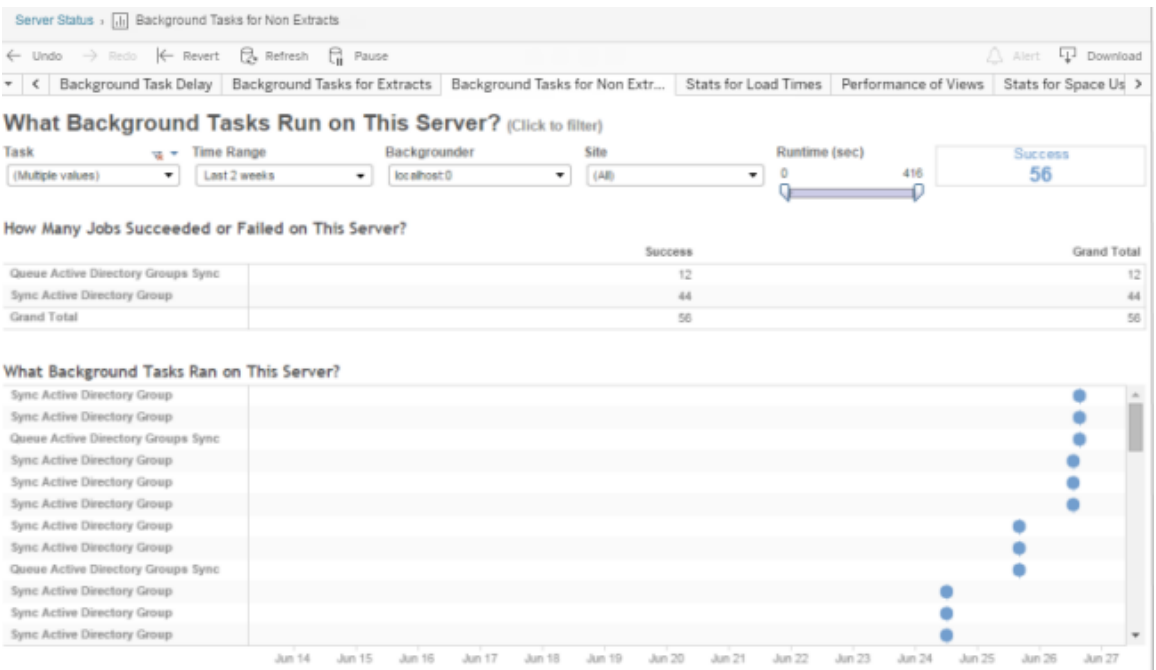 Server Status › Background Tasks for Non Extracts
← Undo → Redo |← Revert Refresh Pause Alert Download
Background Task Delay Background Tasks for Extracts Background Tasks for Non Extr... Stats for Load Times Performance of Views Stats for Space Us
What Background Tasks Run on This Server? (Click to filter)
Task Time Range Backgrounder Site Runtime (sec) Success
(Multiple values) Last 2 weeks localhost:0 (All) 0 416 56
How Many Jobs Succeeded or Failed on This Server?
Success Grand Total
Queue Active Directory Groups Sync 12 12
Sync Active Directory Group 44 44
Grand Total 56 56
What Background Tasks Ran on This Server?
Sync Active Directory Group
Sync Active Directory Group
Queue Active Directory Groups Sync
Sync Active Directory Group
Sync Active Directory Group
Sync Active Directory Group
Sync Active Directory Group
Sync Active Directory Group
Queue Active Directory Groups Sync
Sync Active Directory Group
Sync Active Directory Group
Sync Active Directory Group
Jun 14 Jun 15 Jun 16 Jun 17 Jun 18 Jun 19 Jun 20 Jun 21 Jun 22 Jun 23 Jun 24 Jun 25 Jun 26 Jun 27